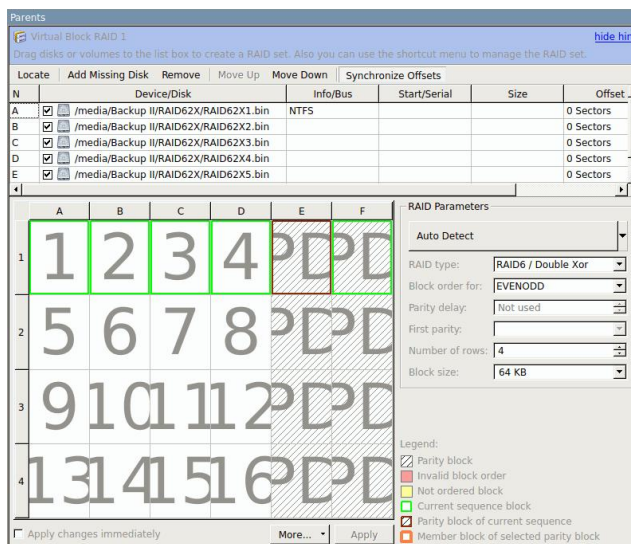 Parents
Virtual Block RAID 1
hide hin
Drag disks or volumes to the list box to create a RAID set. Also you can use the shortcut menu to manage the RAID set.
Locate Add Missing Disk Remove Move Up Move Down Synchronize Offsets
N Device/Disk Info/Bus Start/Serial Size Offset
A /media/Backup II/RAID62X/RAID62X1.bin NTFS 0 Sectors
B /media/Backup II/RAID62X/RAID62X2.bin 0 Sectors
C /media/Backup II/RAID62X/RAID62X3.bin 0 Sectors
D /media/Backup II/RAID62X/RAID62X4.bin 0 Sectors
E /media/Backup II/RAID62X/RAID62X5.bin 0 Sectors
A B C D E F
1 1 2 3 4 PD PD
2 5 6 7 8 PD PD
3 9 10 11 12 PD PD
4 13 14 15 16 PD PD
Apply changes immediately More... Apply
RAID Parameters
Auto Detect
RAID type: RAID6 / Double Xor
Block order for: EVENODD
Parity delay: Not used
First parity:
Number of rows: 4
Block size: 64 KB
Legend:
Parity block
Invalid block order
Not ordered block
Current sequence block
Parity block of current sequence
Member block of selected parity block